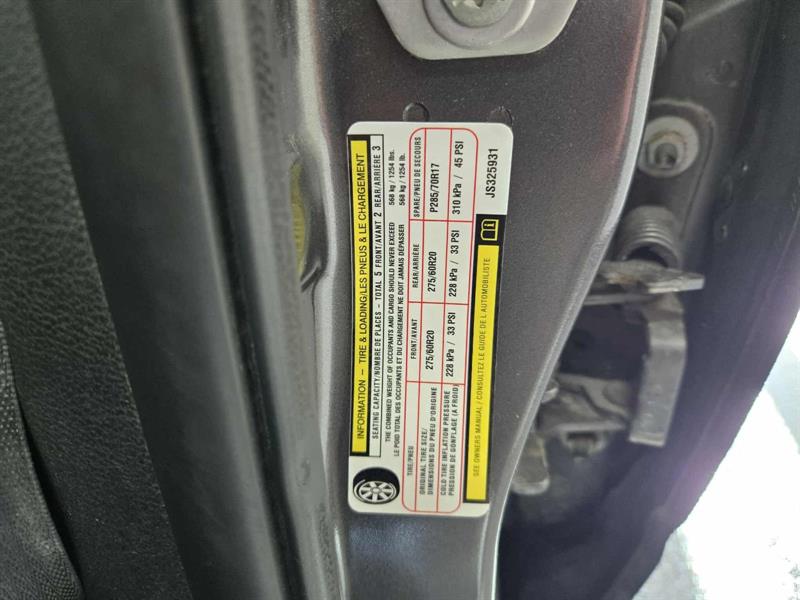 INFORMATION – TIRE & LOADING/LES PNEUS & LE CHARGEMENT
SEATING CAPACITY/NOMBRE DE PLACES – TOTAL 5 FRONT/AVANT 2 REAR/ARRIÈRE 3
THE COMBINED WEIGHT OF OCCUPANTS AND CARGO SHOULD NEVER EXCEED 568 kg / 1254 lbs.
LE POID TOTAL DES OCCUPANTS ET DU CHARGEMENT NE DOIT JAMAIS DÉPASSER 568 kg / 1254 lb.
TIRE/PNEU FRONT/AVANT REAR/ARRIÈRE SPARE/PNEU DE SECOURS
ORIGINAL TIRE SIZE/
DIMENSIONS DU PNEU D'ORIGINE 275/60R20 275/60R20 P285/70R17
COLD TIRE INFLATION PRESSURE
PRESSION DE GONFLAGE (A FROID) 228 kPa / 33 PSI 228 kPa / 33 PSI 310 kPa / 45 PSI
SEE OWNERS MANUAL / CONSULTEZ LE GUIDE DE L'AUTOMOBILISTE
JS325931